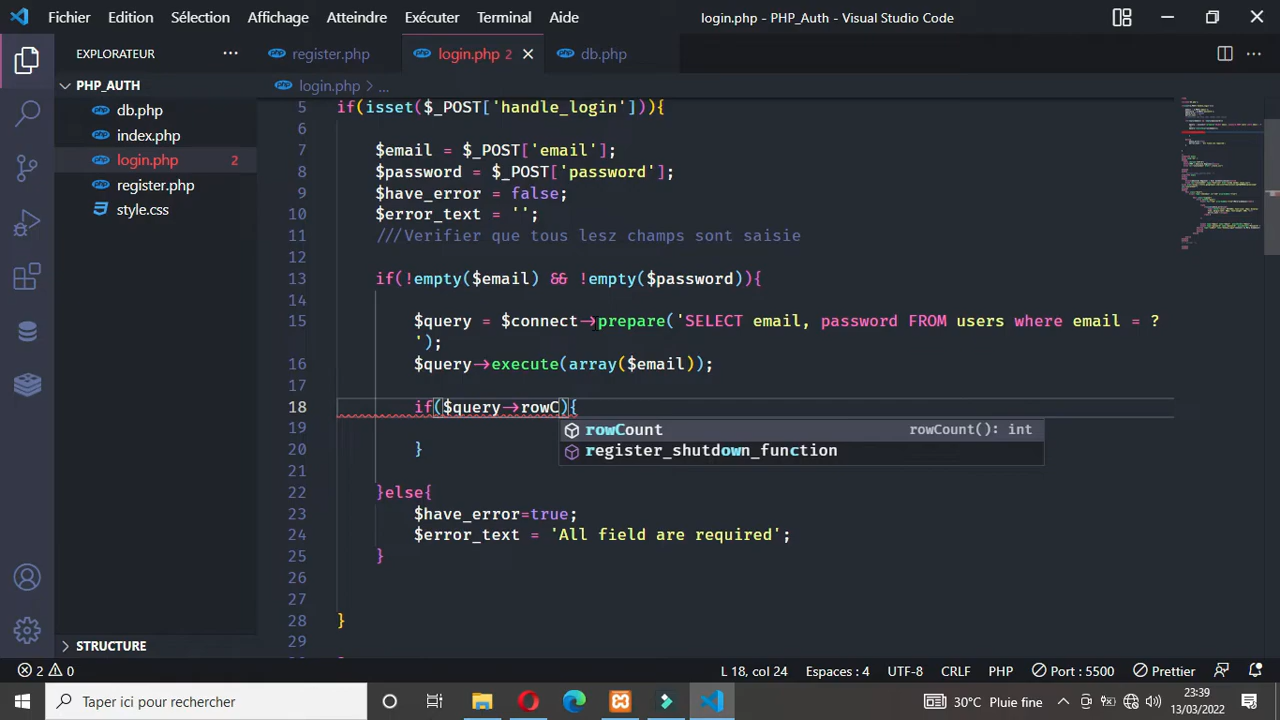 Fichier Edition Sélection Affichage Atteindre Exécuter Terminal Aide login.php - PHP_Auth - Visual Studio Code
EXPLORATEUR ··· register.php login.php 2 db.php
PHP_AUTH login.php > ...
db.php
index.php
login.php 2
register.php
style.css
5 if(isset($_POST['handle_login'])){
6
7 $email = $_POST['email'];
8 $password = $_POST['password'];
9 $have_error = false;
10 $error_text = '';
11 ///Verifier que tous lesz champs sont saisie
12
13 if(!empty($email) && !empty($password)){
14
15 $query = $connect->prepare('SELECT email, password FROM users where email = ?
');
16 $query->execute(array($email));
17
18 if($query->rowC){
rowCount rowCount(): int
register_shutdown_function
19
20 }
21
22 }else{
23 $have_error=true;
24 $error_text = 'All field are required';
25 }
26
27
28 }
29
STRUCTURE
2 0 L 18, col 24 Espaces : 4 UTF-8 CRLF PHP Port : 5500 Prettier
Taper ici pour rechercher 30°C Pluie fine 23:39
13/03/2022